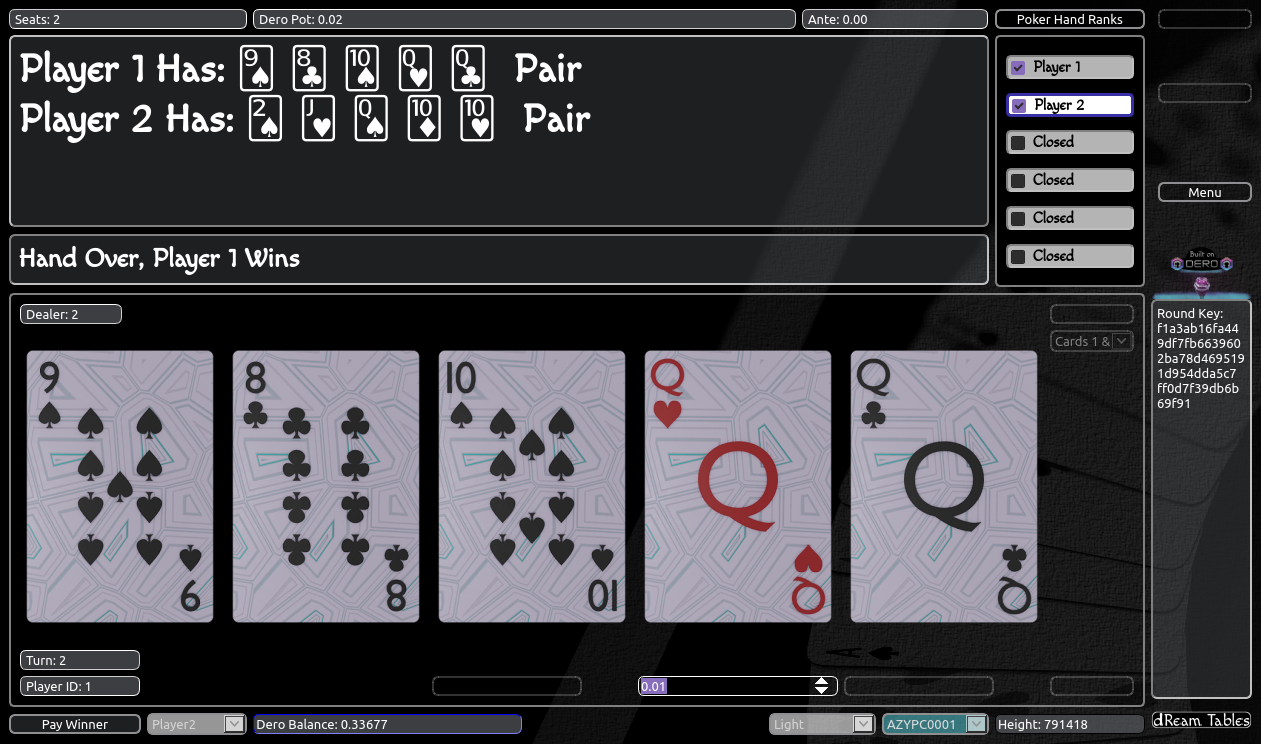 Seats: 2
Dero Pot: 0.02
Ante: 0.00
Poker Hand Ranks
Player 1 Has: 9♠ 8♣ 10♠ Q♥ Q♣ Pair
Player 2 Has: 2♠ J♥ Q♠ 10♦ 10♥ Pair
Player 1
Player 2
Closed
Closed
Closed
Closed
Menu
Hand Over, Player 1 Wins
Built on
DERO
Dealer: 2
Cards 1 &
Round Key:
f1a3ab16fa44
9df7fb663960
2ba78d469519
1d954dda5c7
ff0d7f39db6b
69f91
9 8 10 Q Q
Q Q
9 8 10 Q Q
A
Turn: 2
Player ID: 1
0.01
Pay Winner
Player2
Dero Balance: 0.33677
Light
AZYPC0001
Height: 791418
dReam Tables